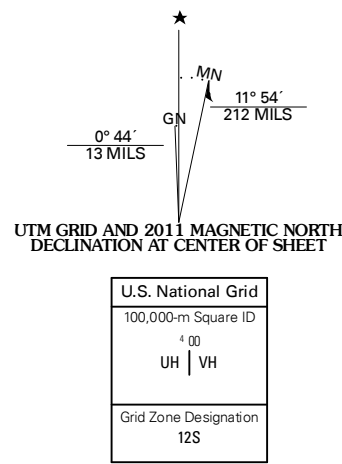 MN
GN
11° 54´
212 MILS
0° 44´
13 MILS
UTM GRID AND 2011 MAGNETIC NORTH
DECLINATION AT CENTER OF SHEET
U.S. National Grid
100,000-m Square ID
4 00
UH VH
Grid Zone Designation
12S